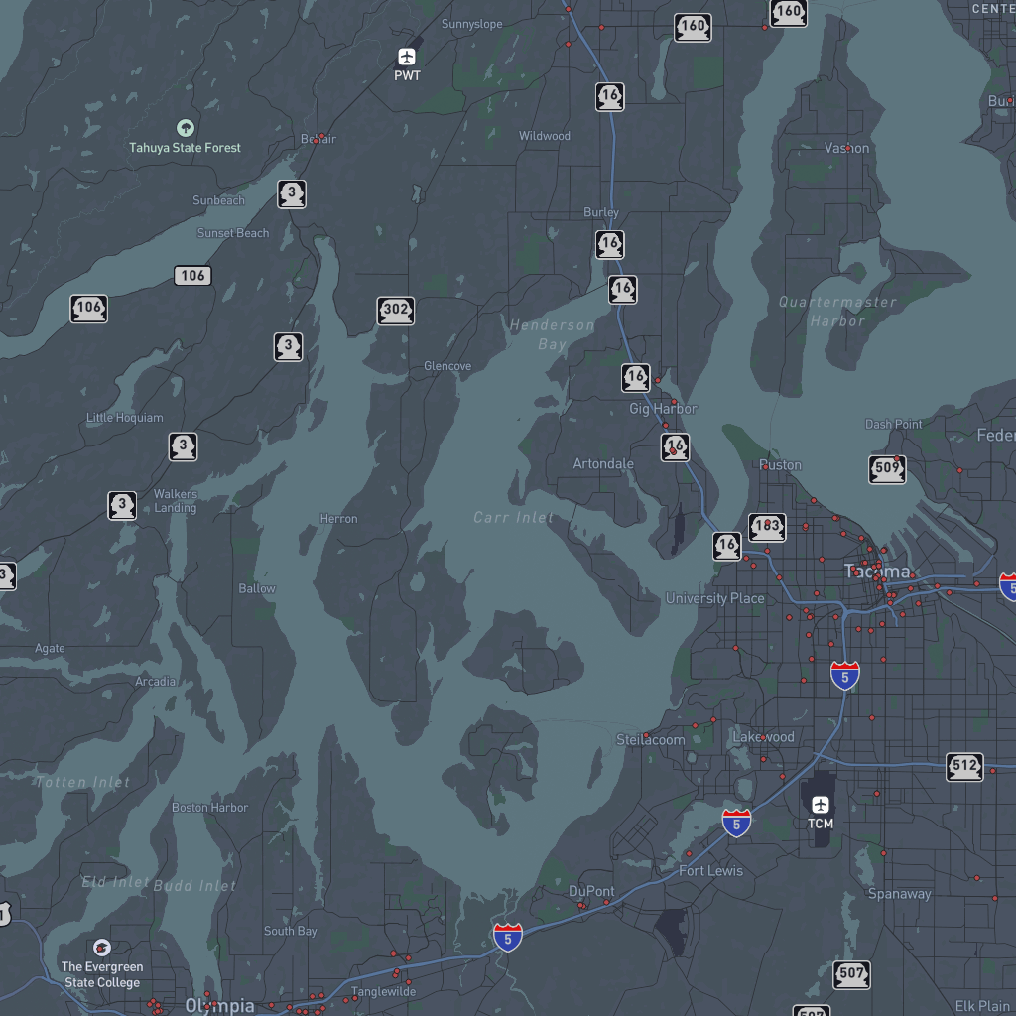 160
CENTE
160
Sunnyslope
PWT
16
Bur
Wildwood
Belfair
Tahuya State Forest
Vashon
3
Sunbeach
Burley
Sunset Beach
16
106
16
106
302
Quartermaster
Harbor
Henderson
Bay
3
Glencove
16
Gig Harbor
Little Hoquiam
Dash Point
Feder
3
16
Artondale
Ruston
509
Walkers
Landing
3
Herron
Carr Inlet
183
16
3
Tacoma
5
Ballow
University Place
Agate
Arcadia
5
Steilacoom
Lakewood
512
Totten Inlet
Boston Harbor
TCM
5
Eld Inlet
Budd Inlet
Fort Lewis
DuPont
Spanaway
1
South Bay
5
The Evergreen
State College
507
Tanglewilde
Olympia
Elk Plain
507